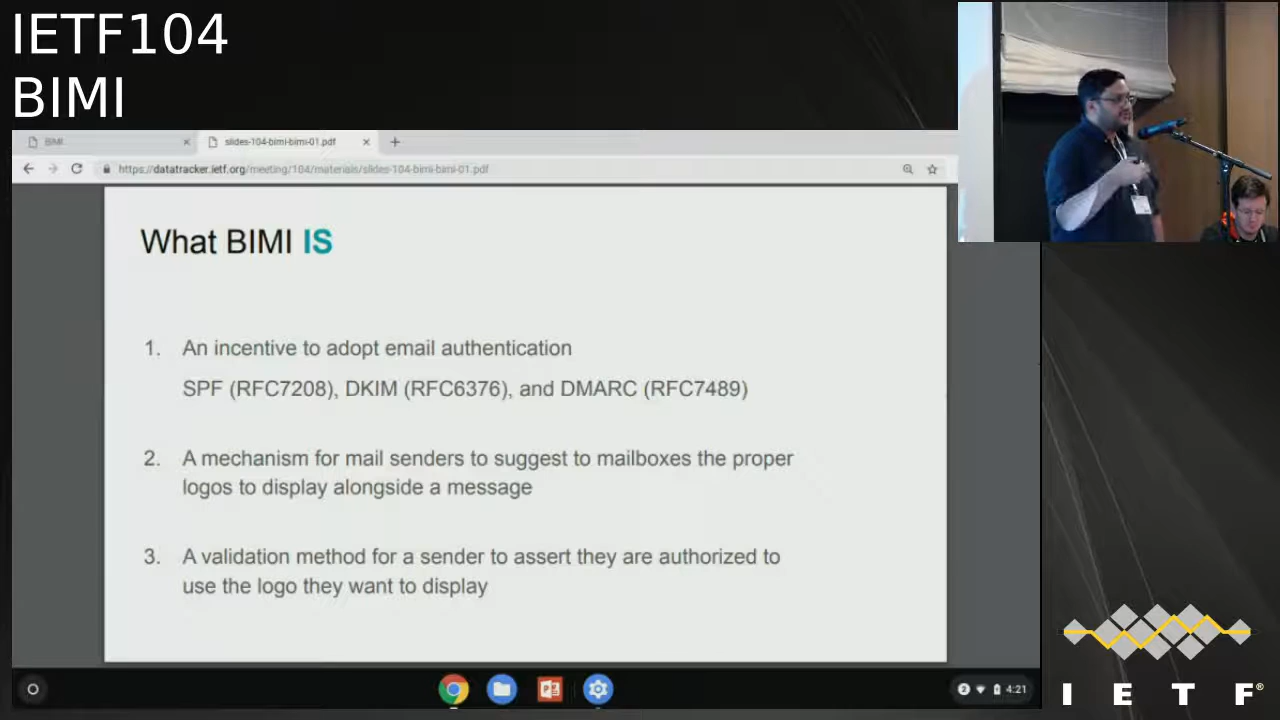 IETF104
BIMI
BIMI
slides-104-bimi-bimi-01.pdf
https://datatracker.ietf.org/meeting/104/materials/slides-104-bimi-bimi-01.pdf
What BIMI IS
1. An incentive to adopt email authentication
SPF (RFC7208), DKIM (RFC6376), and DMARC (RFC7489)
2. A mechanism for mail senders to suggest to mailboxes the proper
logos to display alongside a message
3. A validation method for a sender to assert they are authorized to
use the logo they want to display
2 4:21
I E T F®